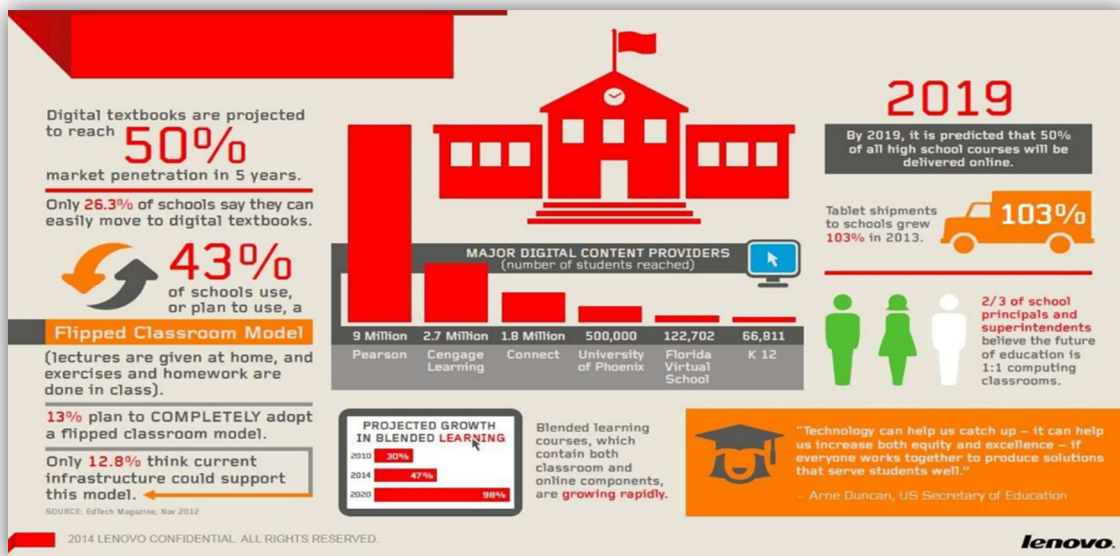 Digital textbooks are projected
to reach 50%
market penetration in 5 years.
Only 26.3% of schools say they can
easily move to digital textbooks.
43%
of schools use,
or plan to use, a
Flipped Classroom Model
(lectures are given at home, and
exercises and homework are
done in class).
13% plan to COMPLETELY adopt
a flipped classroom model.
Only 12.8% think current
infrastructure could support
this model.
SOURCE: EdTech Magazine, Nov 2012
MAJOR DIGITAL CONTENT PROVIDERS
(number of students reached)
9 Million 2.7 Million 1.8 Million 500,000 122,702 66,811
Pearson Cengage Connect University Florida K 12
Learning of Phoenix Virtual
School
PROJECTED GROWTH
IN BLENDED LEARNING
2010 30%
2014 47%
2020 98%
Blended learning
courses, which
contain both
classroom and
online components,
are growing rapidly.
2019
By 2019, it is predicted that 50%
of all high school courses will be
delivered online.
Tablet shipments
to schools grew
103% in 2013.
103%
2/3 of school
principals and
superintendents
believe the future
of education is
1:1 computing
classrooms.
"Technology can help us catch up – it can help
us increase both equity and excellence – if
everyone works together to produce solutions
that serve students well."
– Arne Duncan, US Secretary of Education
2014 LENOVO CONFIDENTIAL. ALL RIGHTS RESERVED.
lenovo.